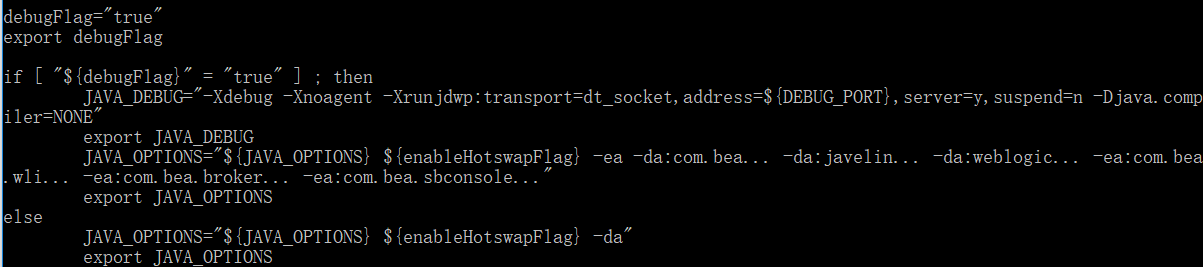 debugFlag="true"
export debugFlag

if [ "${debugFlag}" = "true" ] ; then
        JAVA_DEBUG="-Xdebug -Xnoagent -Xrunjdwp:transport=dt_socket,address=${DEBUG_PORT},server=y,suspend=n -Djava.comp
iler=NONE"
        export JAVA_DEBUG
        JAVA_OPTIONS="${JAVA_OPTIONS} ${enableHotswapFlag} -ea -da:com.bea... -da:javelin... -da:weblogic... -ea:com.bea
.wli... -ea:com.bea.broker... -ea:com.bea.sbconsole..."
        export JAVA_OPTIONS
else
        JAVA_OPTIONS="${JAVA_OPTIONS} ${enableHotswapFlag} -da"
        export JAVA_OPTIONS